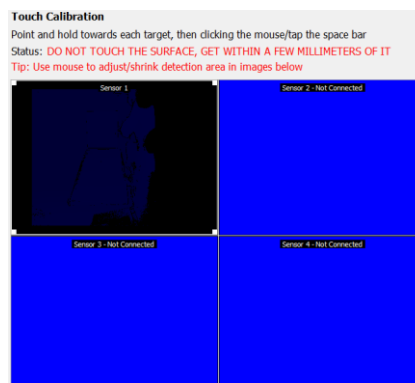 Touch Calibration
Point and hold towards each target, then clicking the mouse/tap the space bar
Status: DO NOT TOUCH THE SURFACE, GET WITHIN A FEW MILLIMETERS OF IT
Tip: Use mouse to adjust/shrink detection area in images below
Sensor 1
Sensor 2 - Not Connected
Sensor 3 - Not Connected
Sensor 4 - Not Connected